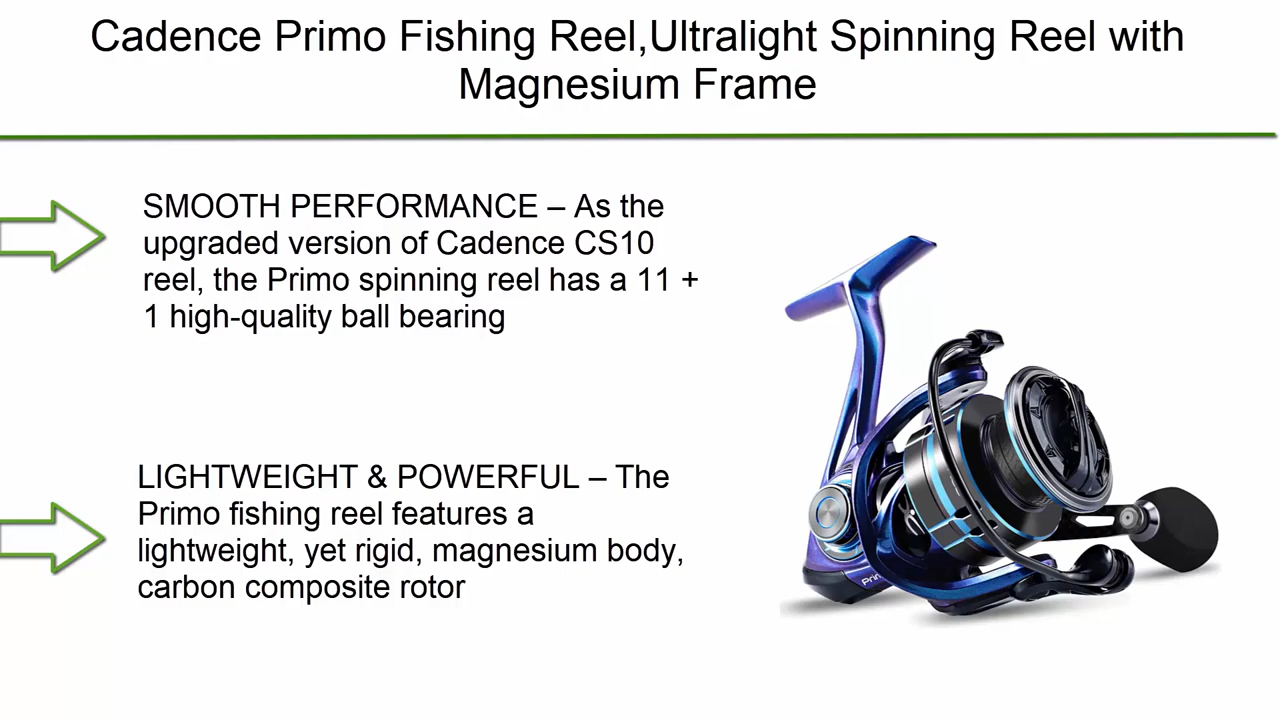 Cadence Primo Fishing Reel,Ultralight Spinning Reel with
Magnesium Frame
SMOOTH PERFORMANCE – As the
upgraded version of Cadence CS10
reel, the Primo spinning reel has a 11 +
1 high-quality ball bearing
LIGHTWEIGHT & POWERFUL – The
Primo fishing reel features a
lightweight, yet rigid, magnesium body,
carbon composite rotor